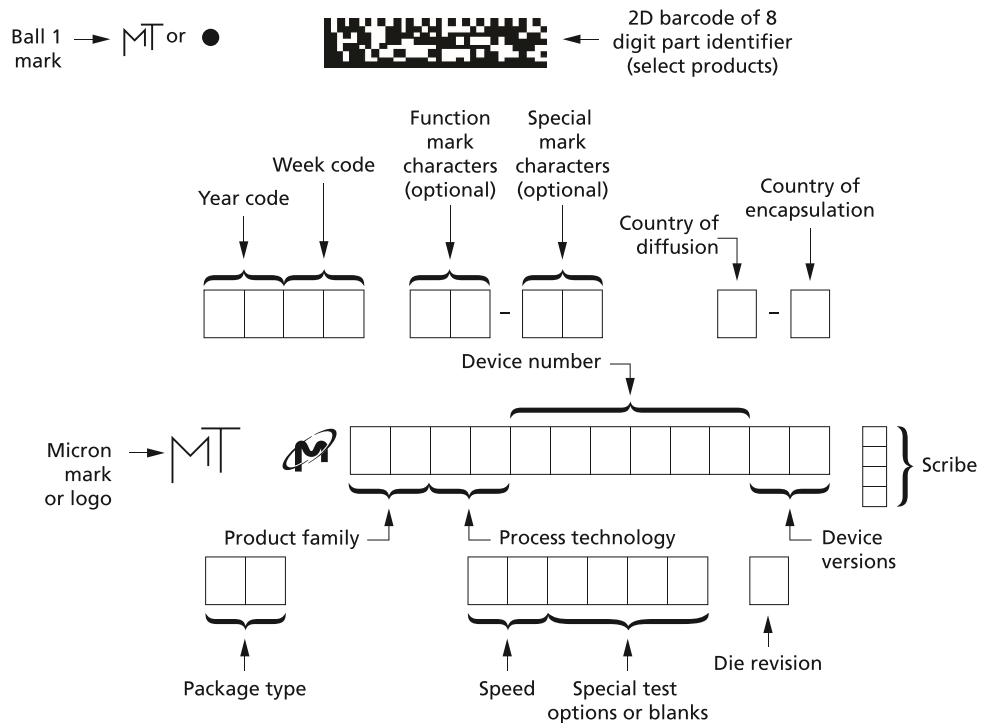 Ball 1
mark
MT or
2D barcode of 8
digit part identifier
(select products)
Year code
Week code
Function
mark
characters
(optional)
Special
mark
characters
(optional)
Country of
diffusion
Country of
encapsulation
–
–
Device number
Micron
mark
or logo
MT
M
Scribe
Product family
Process technology
Device
versions
Package type
Speed
Special test
options or blanks
Die revision